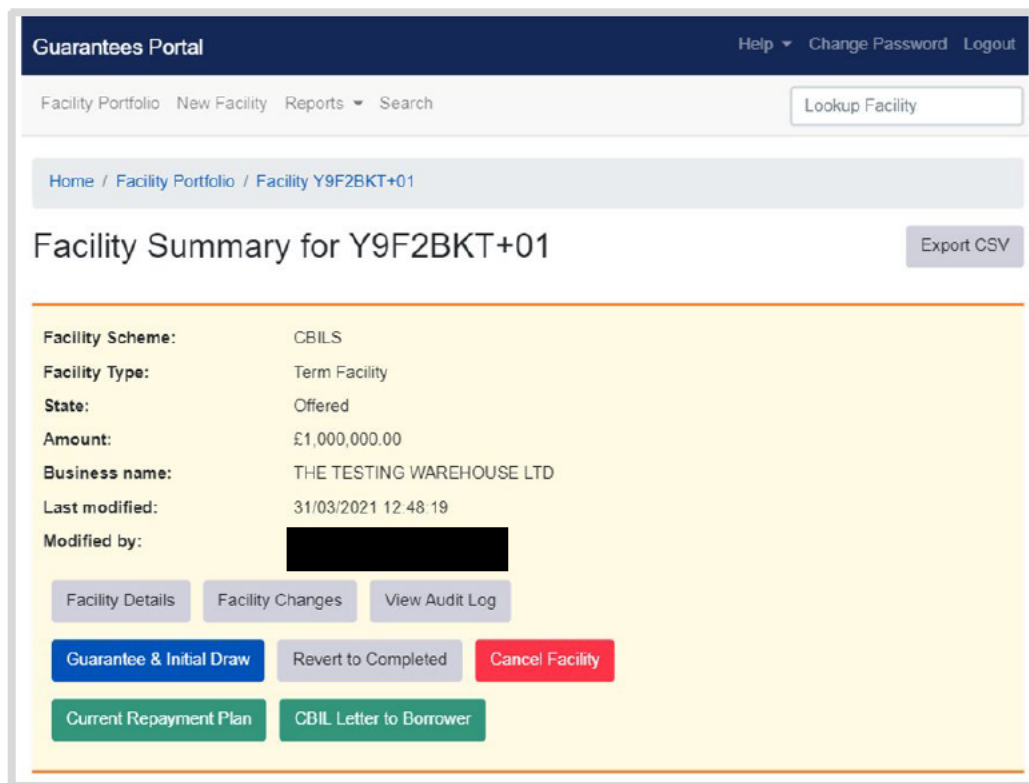 Guarantees Portal Help Change Password Logout
Facility Portfolio New Facility Reports Search Lookup Facility
Home / Facility Portfolio / Facility Y9F2BKT+01
Facility Summary for Y9F2BKT+01 Export CSV
Facility Scheme: CBILS
Facility Type: Term Facility
State: Offered
Amount: £1,000,000.00
Business name: THE TESTING WAREHOUSE LTD
Last modified: 31/03/2021 12:48:19
Modified by:
Facility Details Facility Changes View Audit Log
Guarantee & Initial Draw Revert to Completed Cancel Facility
Current Repayment Plan CBIL Letter to Borrower